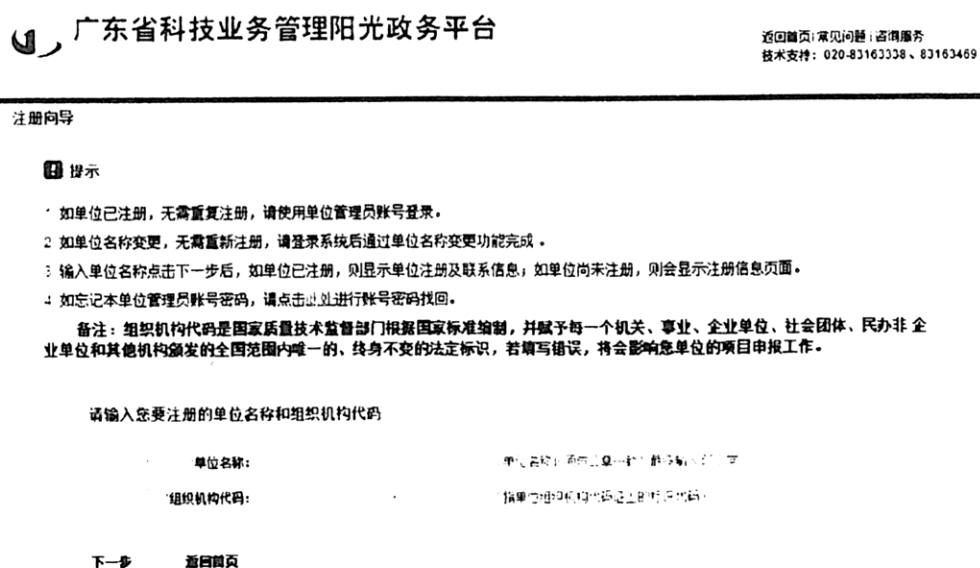 广东省科技业务管理阳光政务平台
返回首页|常见问题|咨询服务
技术支持：020-83163338、83163469
注册向导
提示
1 如单位已注册，无需重复注册，请使用单位管理员账号登录。
2 如单位名称变更，无需重新注册，请登录系统后通过单位名称变更功能完成 。
3 输入单位名称点击下一步后，如单位已注册，则显示单位注册及联系信息；如单位尚未注册，则会显示注册信息页面。
4 如忘记本单位管理员账号密码，请点击此处进行账号密码找回。
备注：组织机构代码是国家质量技术监督部门根据国家标准编制，并赋予每一个机关、事业、企业单位、社会团体、民办非 企
业单位和其他机构颁发的全国范围内唯一的、终身不变的法定标识，若填写错误，将会影响您单位的项目申报工作。
请输入您要注册的单位名称和组织机构代码
单位名称：
组织机构代码：
下一步 返回首页